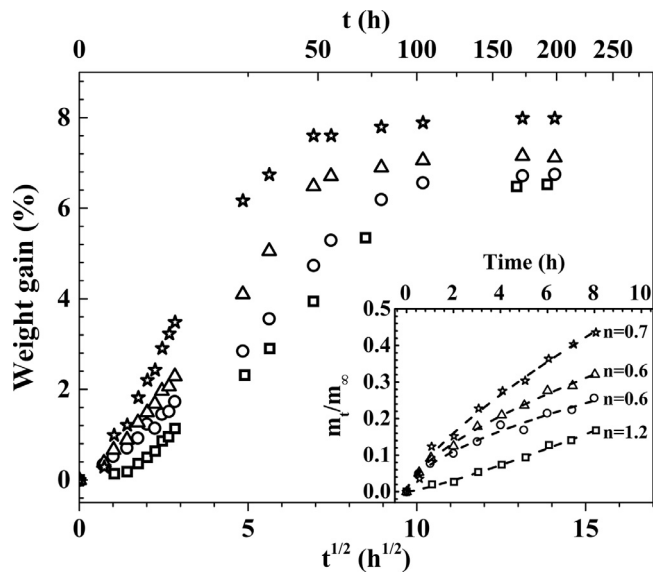 t (h)
0 50 100 150 200 250
Weight gain (%)
8
6
4
2
0
0 5 10 15
t^{1/2} (h^{1/2})
Time (h)
0 2 4 6 8 10
m_t/m_∞
0.5
0.4
0.3
0.2
0.1
0.0
n=0.7
n=0.6
n=0.6
n=1.2